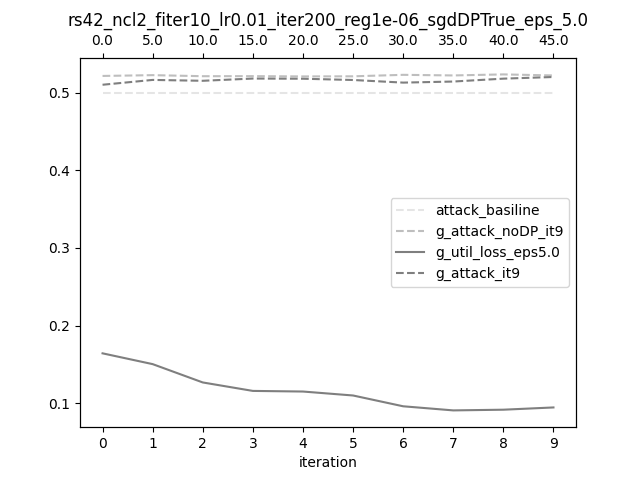 rs42_ncl2_fiter10_lr0.01_iter200_reg1e-06_sgdDPTrue_eps_5.0
0.0 5.0 10.0 15.0 20.0 25.0 30.0 35.0 40.0 45.0
0.5
0.4
0.3
0.2
0.1
attack_basiline
g_attack_noDP_it9
g_util_loss_eps5.0
g_attack_it9
0 1 2 3 4 5 6 7 8 9
iteration